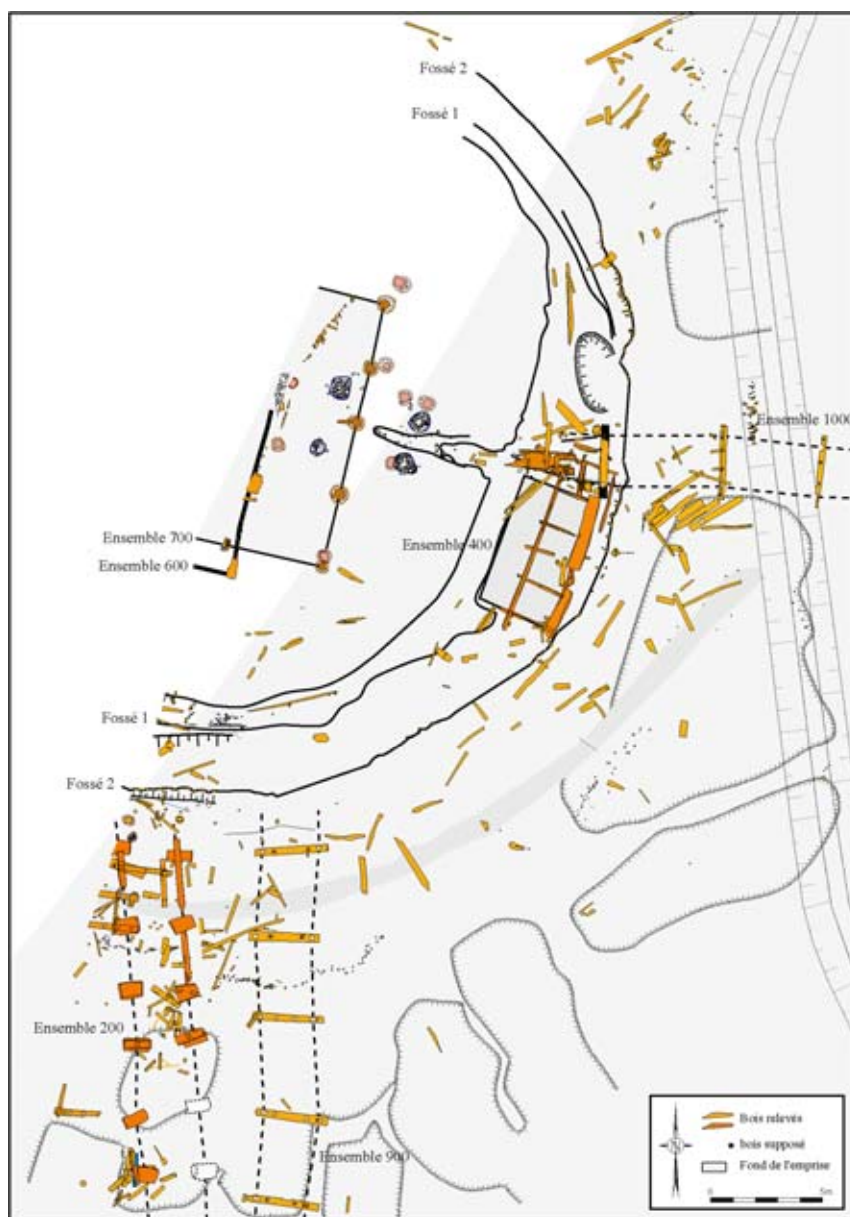 Fossé 2
Fossé 1
Ensemble 1000
Ensemble 700
Ensemble 400
Ensemble 600
Fossé 1
Fossé 2
Ensemble 200
Ensemble 900
Bois relevés
bois supposé
Fond de l'emprise
N
0 5m